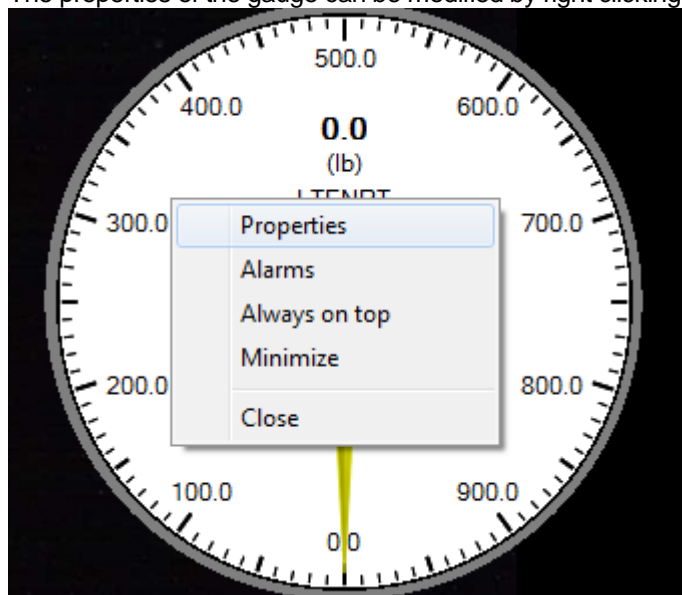 The properties of the gauge can be modified by right clicking
500.0
400.0
600.0
0.0
(lb)
LTENRT
300.0
700.0
Properties
Alarms
Always on top
Minimize
200.0
800.0
Close
100.0
900.0
0.0